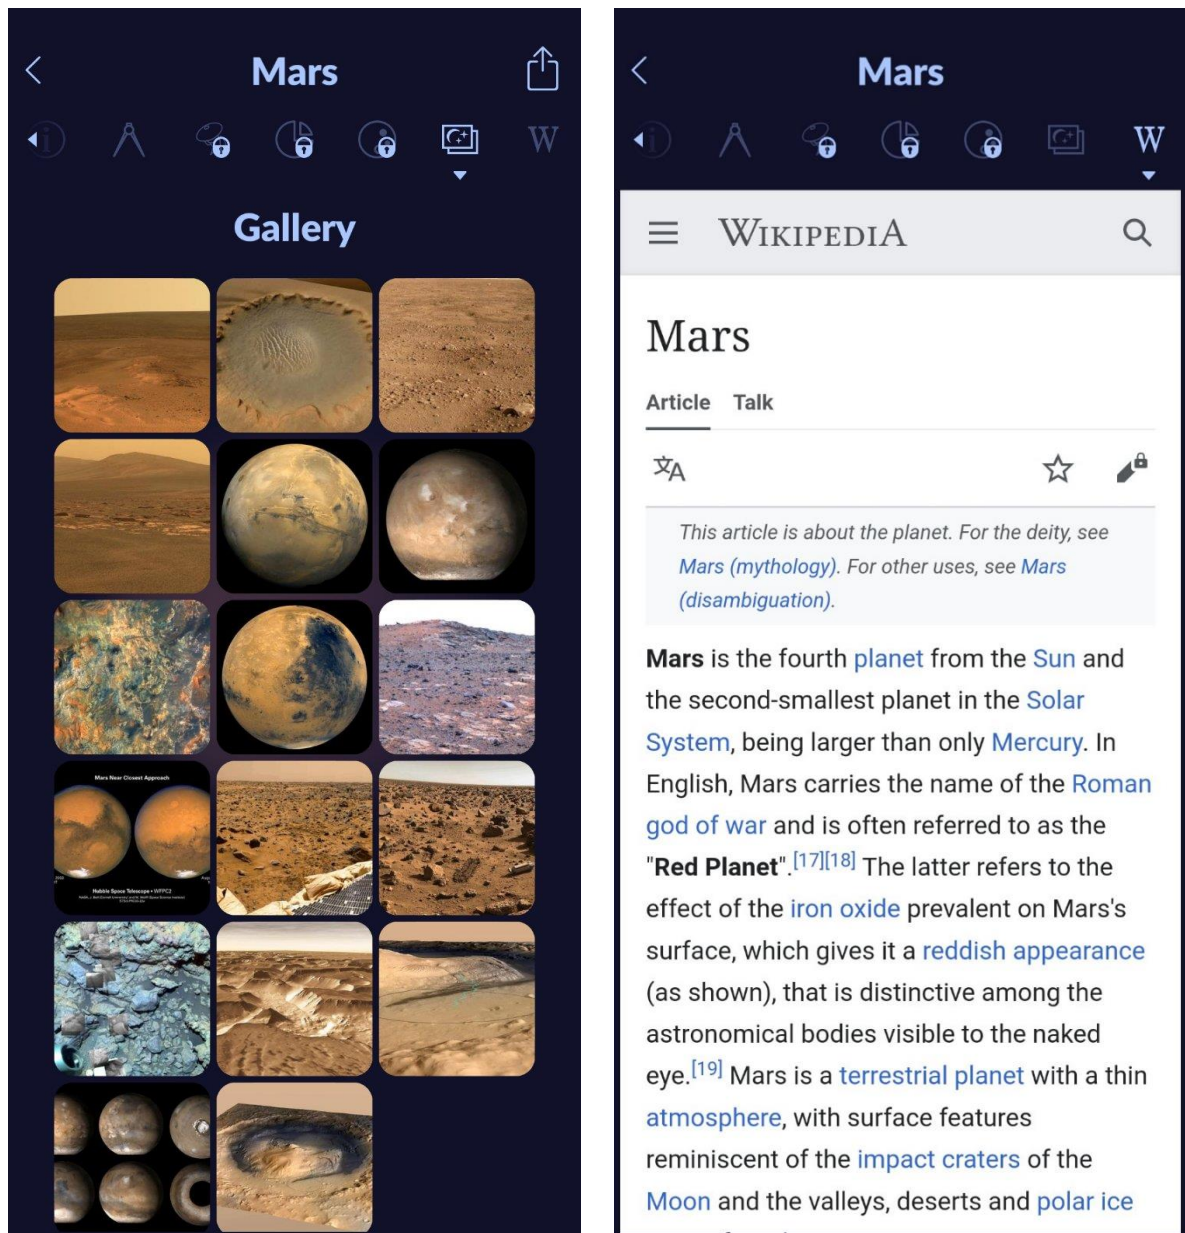 Mars
W
Gallery
Mars Near Closest Approach
Hubble Space Telescope • WFPC2
Mars
W
WIKIPEDIA
Mars
Article Talk
This article is about the planet. For the deity, see
Mars (mythology). For other uses, see Mars
(disambiguation).
Mars is the fourth planet from the Sun and
the second-smallest planet in the Solar
System, being larger than only Mercury. In
English, Mars carries the name of the Roman
god of war and is often referred to as the
"Red Planet".[17][18] The latter refers to the
effect of the iron oxide prevalent on Mars's
surface, which gives it a reddish appearance
(as shown), that is distinctive among the
astronomical bodies visible to the naked
eye.[19] Mars is a terrestrial planet with a thin
atmosphere, with surface features
reminiscent of the impact craters of the
Moon and the valleys, deserts and polar ice